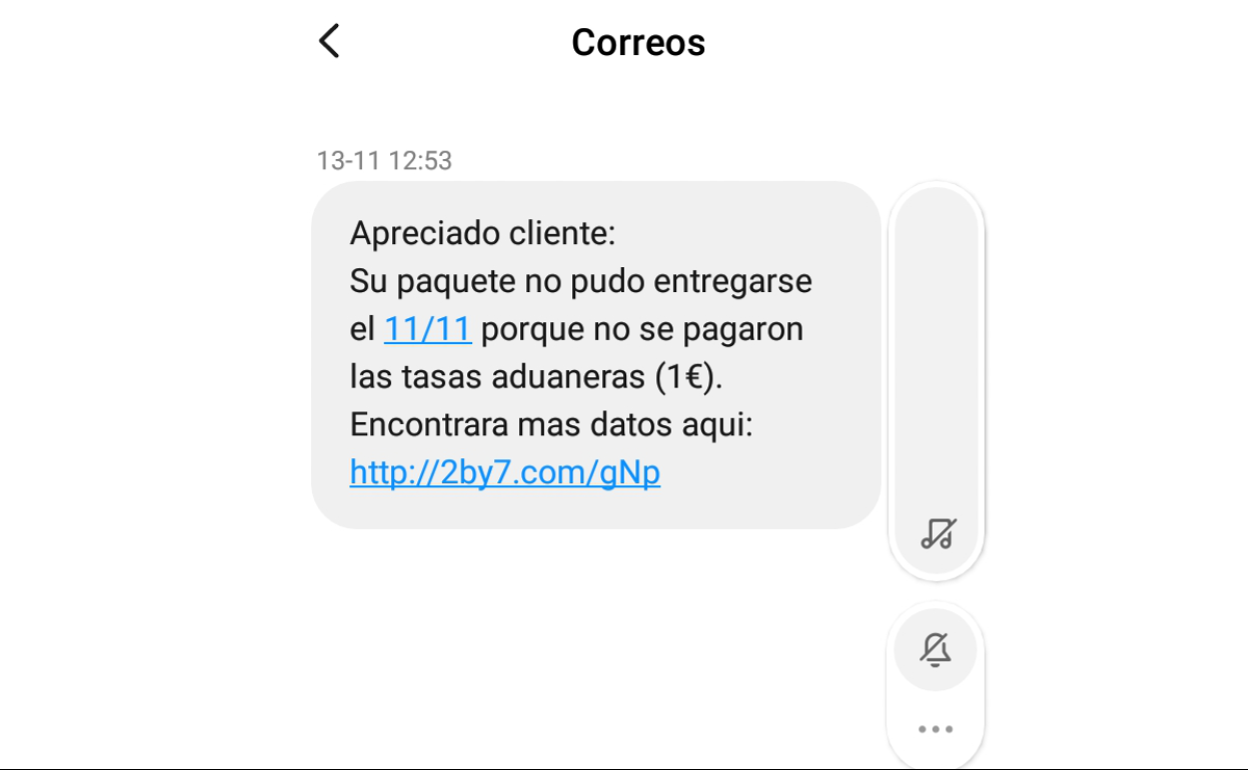 Correos
13-11 12:53
Apreciado cliente:
Su paquete no pudo entregarse
el 11/11 porque no se pagaron
las tasas aduaneras (1€).
Encontrara mas datos aqui:
http://2by7.com/gNp